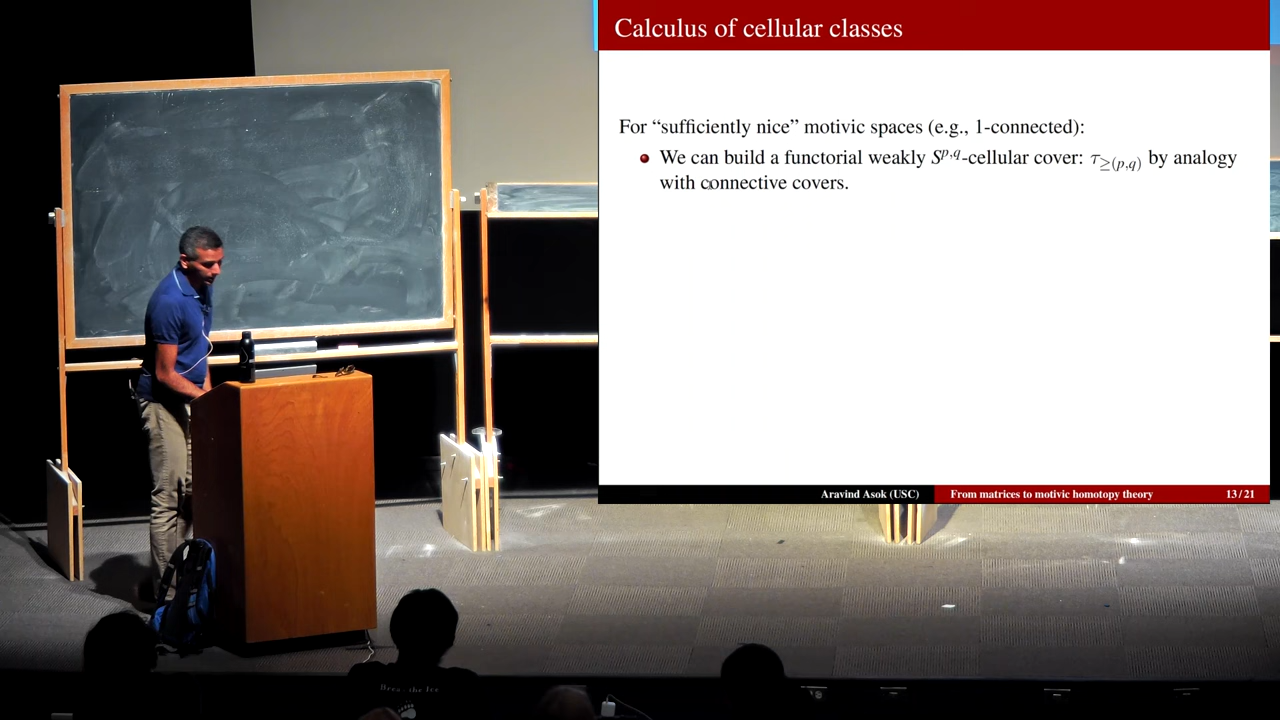 Calculus of cellular classes
For “sufficiently nice” motivic spaces (e.g., 1-connected):
We can build a functorial weakly S^{p,q}-cellular cover: τ_{≥(p,q)} by analogy
with connective covers.
Aravind Asok (USC) From matrices to motivic homotopy theory 13 / 21